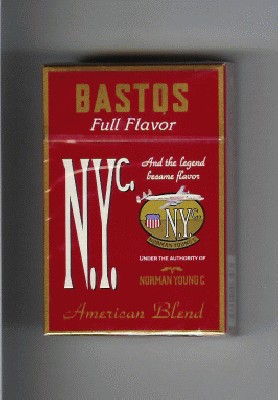 BASTOS
Full Flavor
N.Y.C.
And the legend
became flavor
N.Y.C.
NORMAN YOUNG C
UNDER THE AUTHORITY OF
NORMAN YOUNG C
American Blend